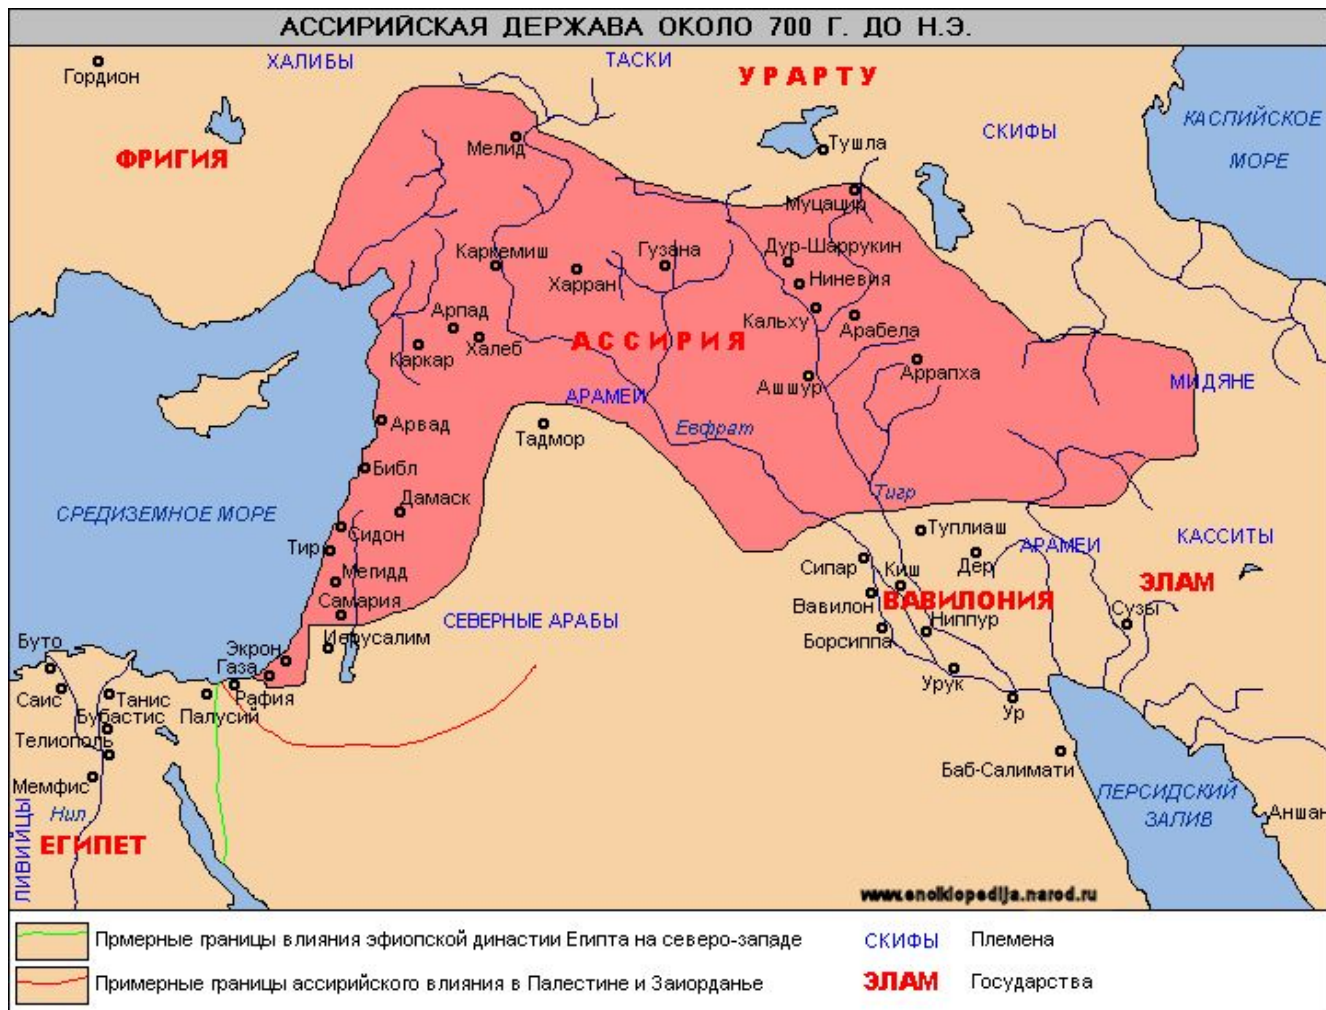 АССИРИЙСКАЯ ДЕРЖАВА ОКОЛО 700 Г. ДО Н.Э.
Гордион
ХАЛИБЫ
ТАСКИ
УРАРТУ
СКИФЫ
КАСПИЙСКОЕ
МОРЕ
ФРИГИЯ
Мелид
Тушпа
Муцацир
Каркемиш
Харран
Гузана
Дур-Шаррукин
Ниневия
Кальху
Арабела
Арпад
Халеб
Каркар
АССИРИЯ
Ашшур
Аррапха
МИДЯНЕ
АРАМЕИ
Арвад
Тадмор
Евфрат
Библ
Дамаск
Тигр
СРЕДИЗЕМНОЕ МОРЕ
Сидон
Тир
Мегидд
Самария
Туплиаш
АРАМЕИ
КАССИТЫ
Сипар
Киш
Дер
ЭЛАМ
Вавилон
ВАВИЛОНИЯ
Сузы
СЕВЕРНЫЕ АРАБЫ
Борсиппа
Ниппур
Буто
Экрон
Иерусалим
Газа
Саис
Танис
Палусий
Рафия
Урук
Ур
Бубастис
Телиополь
Мемфис
Баб-Салимати
Нил
ПЕРСИДСКИЙ
ЗАЛИВ
Аншан
ЕГИПЕТ
ЛИВИЙЦЫ
www.enolklopedija.narod.ru
Прмерные границы влияния эфиопской династии Египта на северо-западе
СКИФЫ Племена
Примерные границы ассирийского влияния в Палестине и Заиорданье
ЭЛАМ Государства